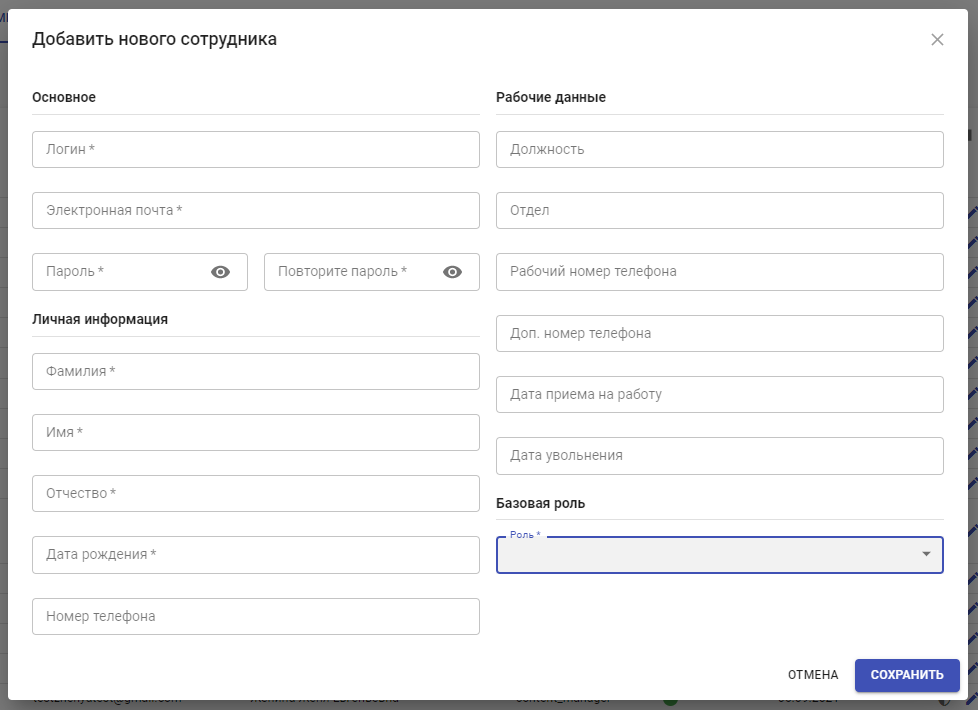 Добавить нового сотрудника
Основное
Логин *
Электронная почта *
Пароль *
Повторите пароль *
Личная информация
Фамилия *
Имя *
Отчество *
Дата рождения *
Номер телефона
Рабочие данные
Должность
Отдел
Рабочий номер телефона
Доп. номер телефона
Дата приема на работу
Дата увольнения
Базовая роль
Роль *
ОТМЕНА
СОХРАНИТЬ